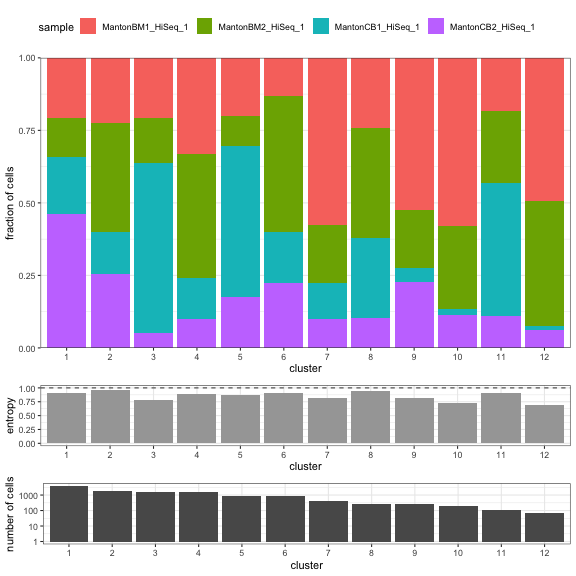 sample MantonBM1_HiSeq_1 MantonBM2_HiSeq_1 MantonCB1_HiSeq_1 MantonCB2_HiSeq_1
fraction of cells
1.00
0.75
0.50
0.25
0.00
1 2 3 4 5 6 7 8 9 10 11 12
cluster
entropy
1.00
0.75
0.50
0.25
0.00
1 2 3 4 5 6 7 8 9 10 11 12
cluster
number of cells
1000
100
10
1
1 2 3 4 5 6 7 8 9 10 11 12
cluster